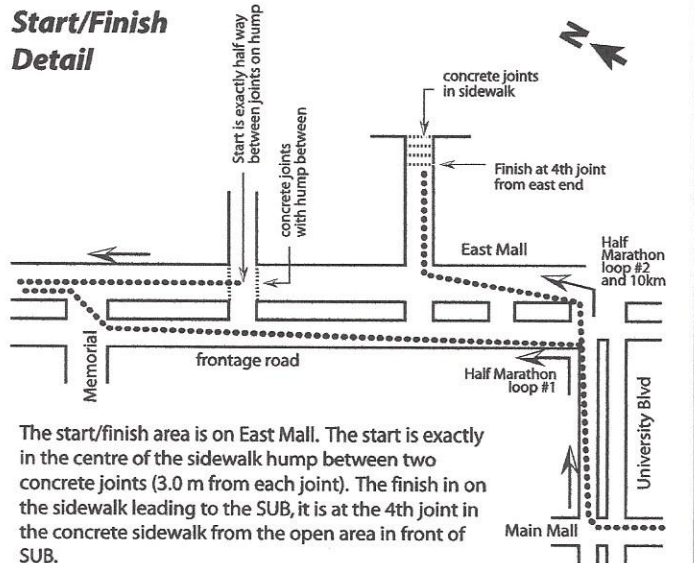 Start/Finish
Detail
N
Start is exactly half way
between joints on hump
concrete joints
with hump between
concrete joints
in sidewalk
Finish at 4th joint
from east end
East Mall
Half
Marathon
loop #2
and 10km
Memorial
frontage road
Half Marathon
loop #1
University Blvd
Main Mall
The start/finish area is on East Mall. The start is exactly
in the centre of the sidewalk hump between two
concrete joints (3.0 m from each joint). The finish in on
the sidewalk leading to the SUB, it is at the 4th joint in
the concrete sidewalk from the open area in front of
SUB.